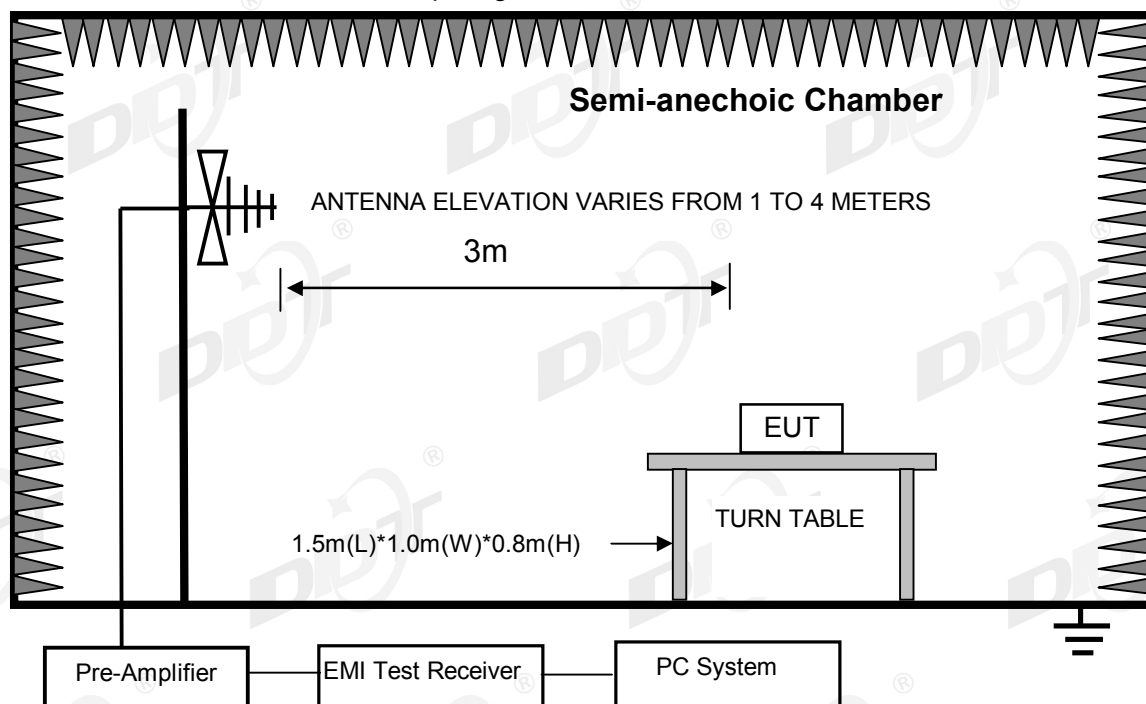 Semi-anechoic Chamber
ANTENNA ELEVATION VARIES FROM 1 TO 4 METERS
3m
EUT
TURN TABLE
1.5m(L)*1.0m(W)*0.8m(H)
Pre-Amplifier
EMI Test Receiver
PC System
DDT
®